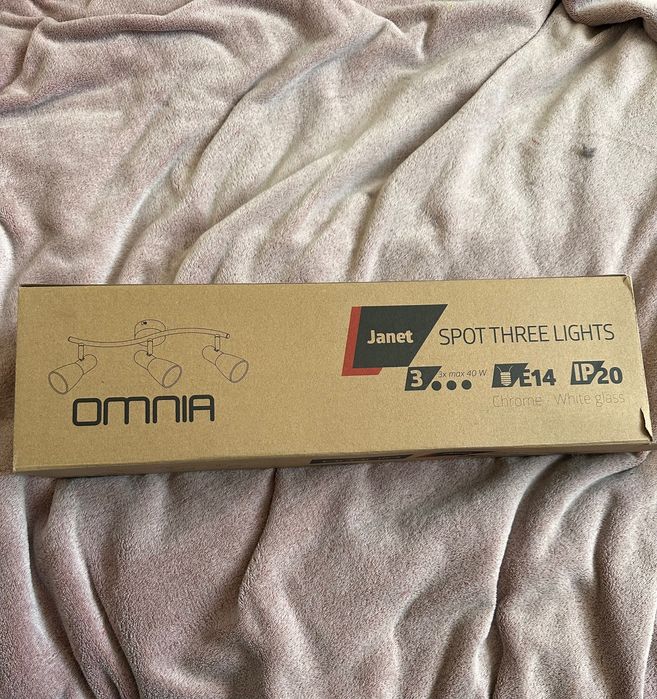 Janet
SPOT THREE LIGHTS
3 3x max 40 W E14 IP20
Chrome - White glass
OMNIA